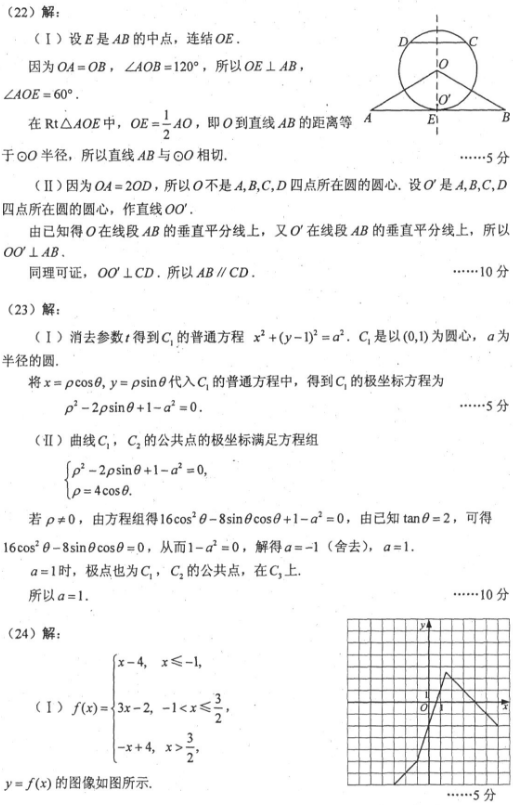 (22)解:
(Ⅰ)设E是AB的中点,连结OE.
因为OA=OB,∠AOB=120°,所以OE⊥AB,
∠AOE=60°.
在Rt△AOE中,OE=1/2 AO,即O到直线AB的距离等
于⊙O半径,所以直线AB与⊙O相切. ……5分
D C
O
O′
A E B
(Ⅱ)因为OA=2OD,所以O不是A,B,C,D四点所在圆的圆心.设O′是A,B,C,D
四点所在圆的圆心,作直线OO′.
由已知得O在线段AB的垂直平分线上,又O′在线段AB的垂直平分线上,所以
OO′⊥AB.
同理可证,OO′⊥CD.所以AB∥CD. ……10分
(23)解:
(Ⅰ)消去参数t得到C₁的普通方程 x²+(y−1)²=a².C₁是以(0,1)为圆心,a为
半径的圆.
将x=ρcosθ, y=ρsinθ代入C₁的普通方程中,得到C₁的极坐标方程为
ρ²−2ρsinθ+1−a²=0. ……5分
(Ⅱ)曲线C₁,C₂的公共点的极坐标满足方程组
{ρ²−2ρsinθ+1−a²=0,
ρ=4cosθ.
若ρ≠0,由方程组得16cos²θ−8sinθcosθ+1−a²=0,由已知tanθ=2,可得
16cos²θ−8sinθcosθ=0,从而1−a²=0,解得a=−1(舍去),a=1.
a=1时,极点也为C₁,C₂的公共点,在C₃上.
所以a=1. ……10分
(24)解:
x−4, x≤−1,
(Ⅰ)f(x)={3x−2, −1<x≤3/2,
−x+4, x>3/2,
y=f(x)的图像如图所示.
y
1
O 1 x
……5分